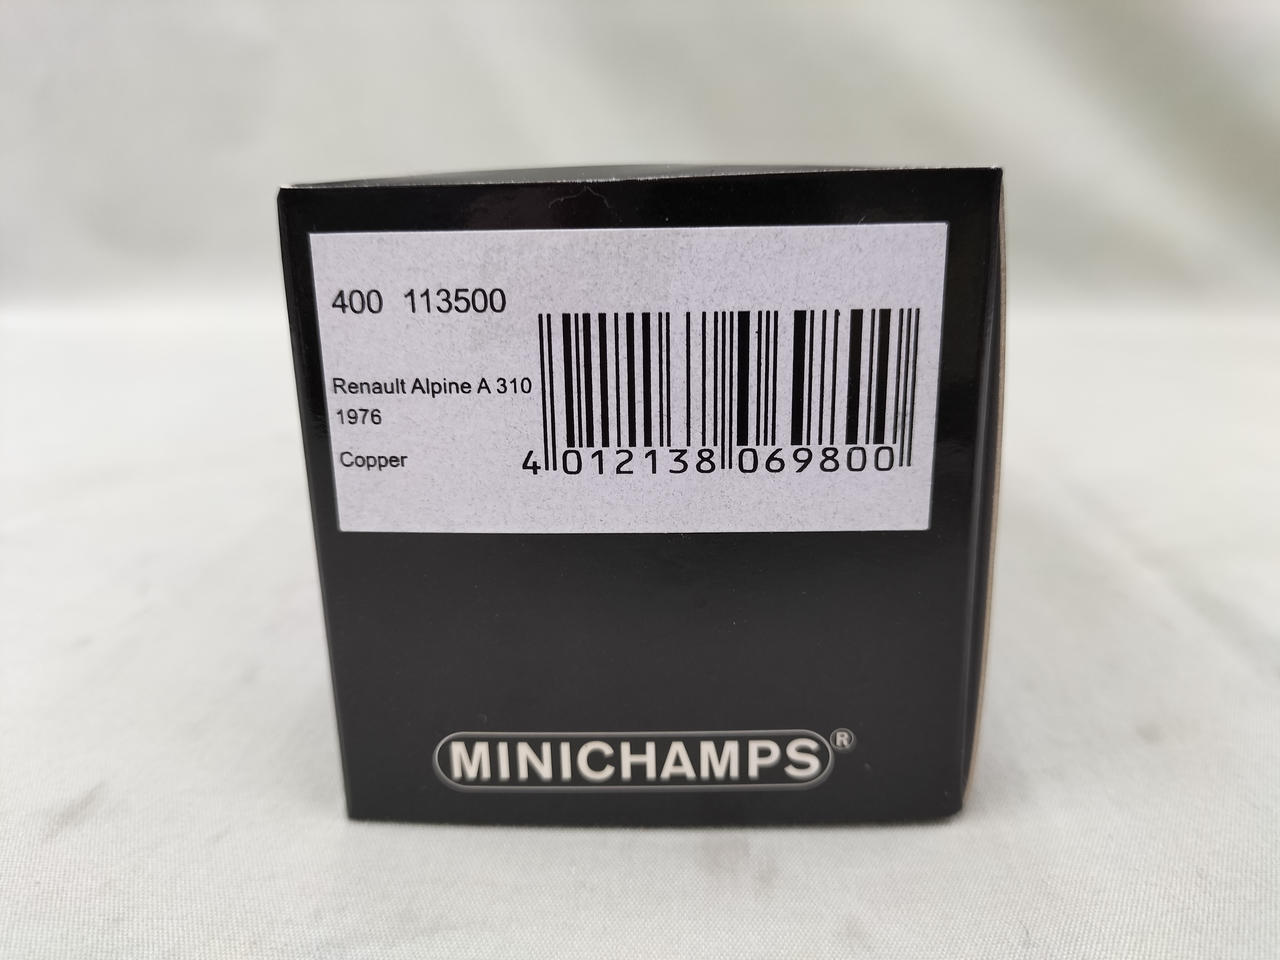 400 113500
Renault Alpine A 310
1976
Copper
4 012138 069800
MINICHAMPS®